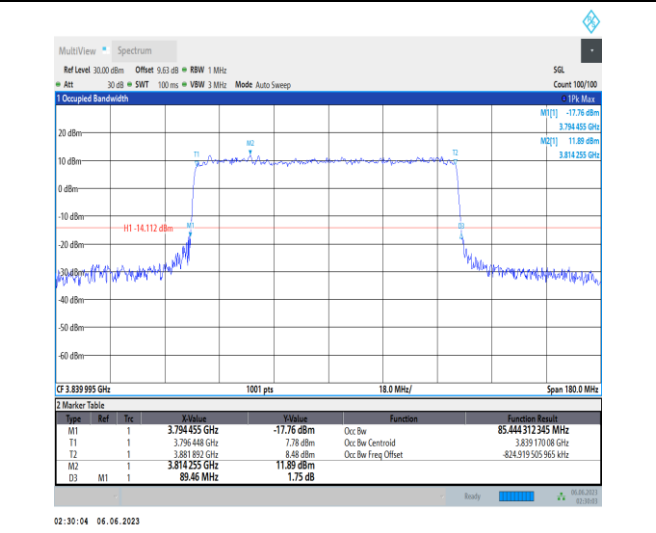 MultiView Spectrum
Ref Level 30.00 dBm Offset 9.63 dB RBW 1 MHz SGL
Att 30 dB SWT 100 ms VBW 3 MHz Mode Auto Sweep Count 100/100
1 Occupied Bandwidth 1Pk Max
M1[1] -17.76 dBm
3.794 455 GHz
M2[1] 11.89 dBm
3.814 255 GHz
20 dBm
M2
T1 T2
10 dBm
0 dBm
-10 dBm
H1 -14.112 dBm M1 D3
-20 dBm
-30 dBm
-40 dBm
-50 dBm
-60 dBm
CF 3.839 995 GHz 1001 pts 18.0 MHz/ Span 180.0 MHz
2 Marker Table
Type Ref Trc X-Value Y-Value Function Function Result
M1 1 3.794 455 GHz -17.76 dBm Occ Bw 85.444 312 345 MHz
T1 1 3.796 448 GHz 7.78 dBm Occ Bw Centroid 3.839 170 08 GHz
T2 1 3.881 892 GHz 8.48 dBm Occ Bw Freq Offset -824.919 505 965 kHz
M2 1 3.814 255 GHz 11.89 dBm
D3 M1 1 89.46 MHz 1.75 dB
Ready 06.06.2023
02:30:03
02:30:04 06.06.2023